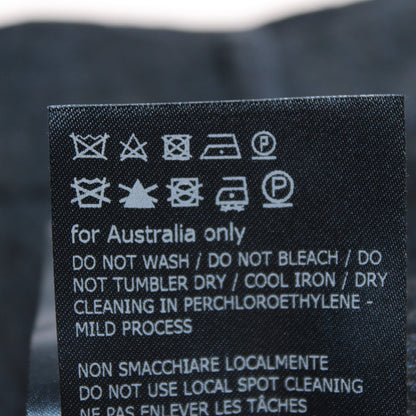 P
P
for Australia only
DO NOT WASH / DO NOT BLEACH / DO
NOT TUMBLER DRY / COOL IRON / DRY
CLEANING IN PERCHLOROETHYLENE -
MILD PROCESS
NON SMACCHIARE LOCALMENTE
DO NOT USE LOCAL SPOT CLEANING
NE PAS ENLEVER LES TÂCHES